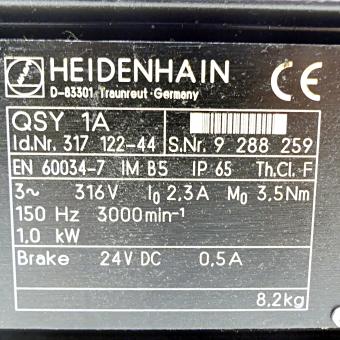 HEIDENHAIN
D-83301 Traunreut · Germany
CE
QSY 1A
Id.Nr. 317 122-44 S.Nr. 9 288 259
EN 60034-7 IM B5 IP 65 Th.Cl. F
3~ 316V I₀ 2,3A M₀ 3,5Nm
150 Hz 3000min⁻¹
1,0 kW
Brake 24V DC 0,5A
8,2kg